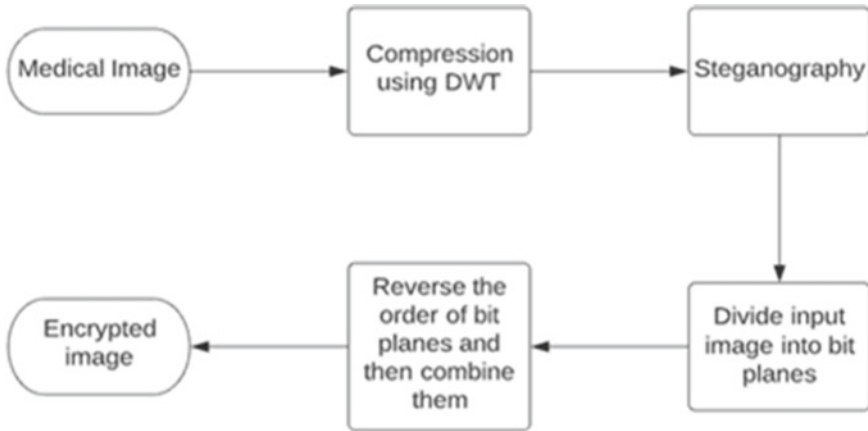 Medical Image
Compression
using DWT
Steganography
Divide input
image into bit
planes
Reverse the
order of bit
planes and
then combine
them
Encrypted
image